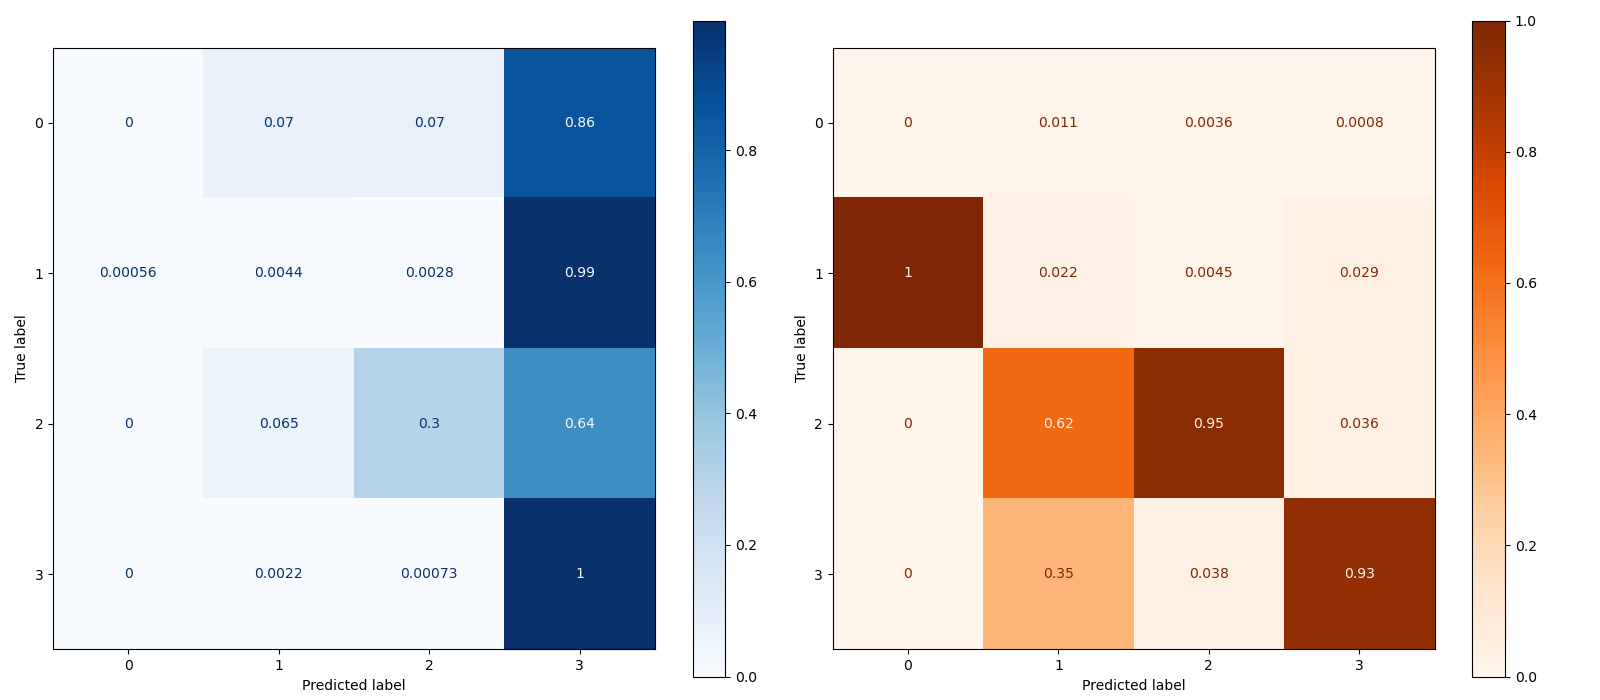 0 0 0.07 0.07 0.86
1 0.00056 0.0044 0.0028 0.99
2 0 0.065 0.3 0.64
3 0 0.0022 0.00073 1
0 1 2 3
True label
Predicted label
0.8
0.6
0.4
0.2
0.0
0 0 0.011 0.0036 0.0008
1 1 0.022 0.0045 0.029
2 0 0.62 0.95 0.036
3 0 0.35 0.038 0.93
0 1 2 3
True label
Predicted label
1.0
0.8
0.6
0.4
0.2
0.0